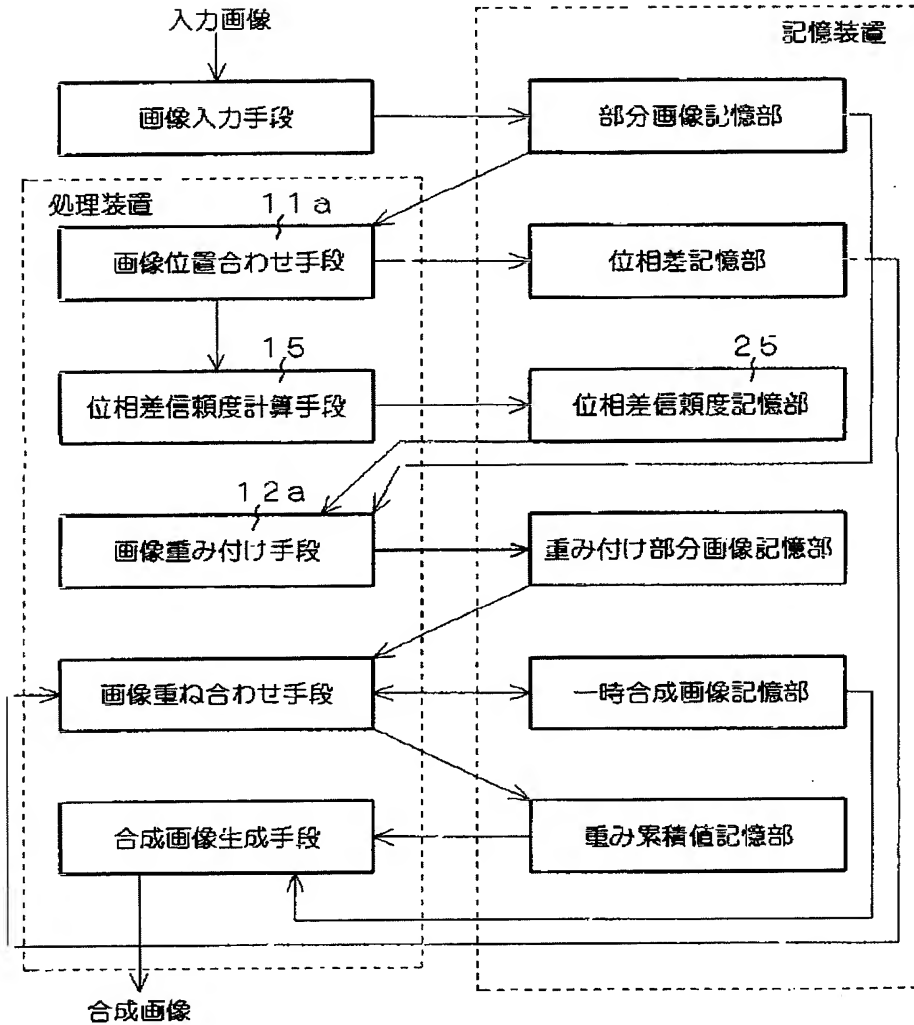 入力画像
記憶装置
画像入力手段
部分画像記憶部
処理装置
11a
画像位置合わせ手段
位相差記憶部
15
25
位相差信頼度計算手段
位相差信頼度記憶部
12a
画像重み付け手段
重み付け部分画像記憶部
画像重ね合わせ手段
一時合成画像記憶部
合成画像生成手段
重み累積値記憶部
合成画像